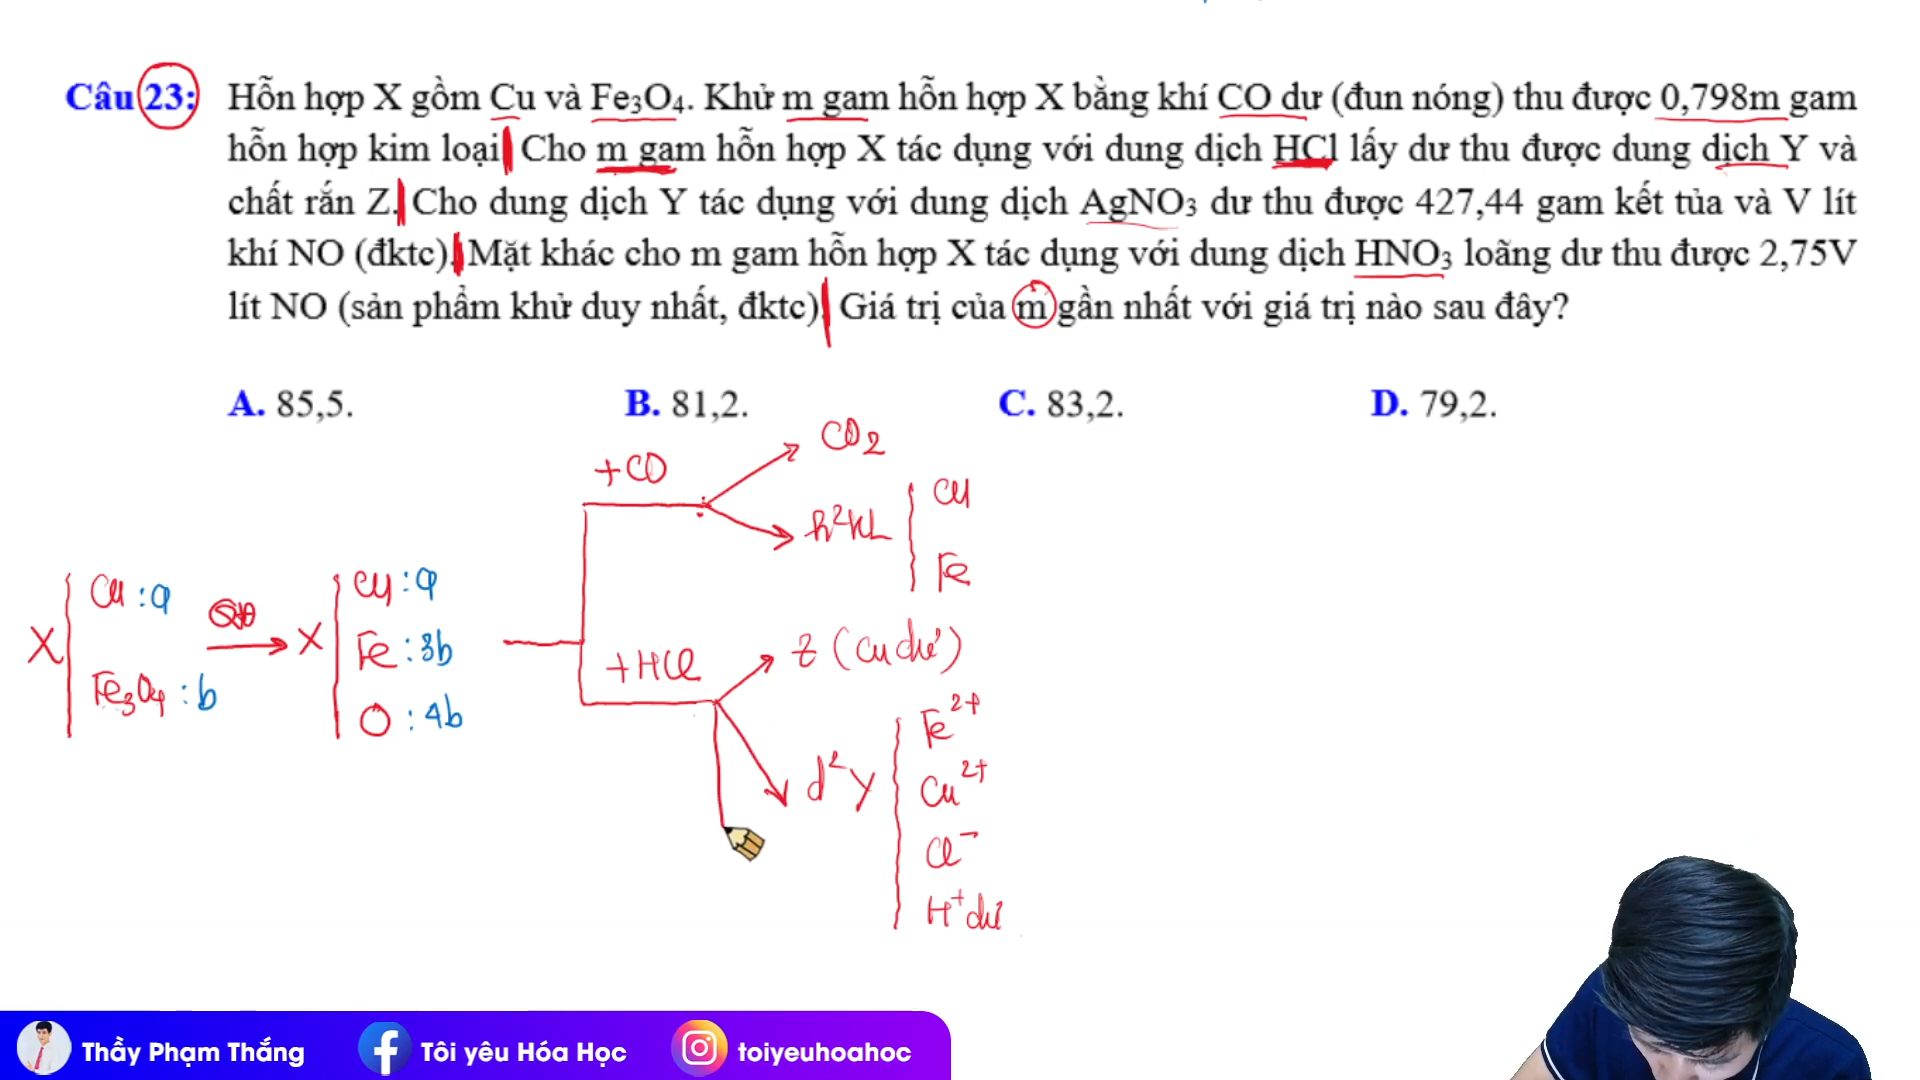 Câu 23: Hỗn hợp X gồm Cu và Fe₃O₄. Khử m gam hỗn hợp X bằng khí CO dư (đun nóng) thu được 0,798m gam
hỗn hợp kim loại. Cho m gam hỗn hợp X tác dụng với dung dịch HCl lấy dư thu được dung dịch Y và
chất rắn Z. Cho dung dịch Y tác dụng với dung dịch AgNO₃ dư thu được 427,44 gam kết tủa và V lít
khí NO (đktc). Mặt khác cho m gam hỗn hợp X tác dụng với dung dịch HNO₃ loãng dư thu được 2,75V
lít NO (sản phẩm khử duy nhất, đktc). Giá trị của m gần nhất với giá trị nào sau đây?
A. 85,5. B. 81,2. C. 83,2. D. 79,2.
+CO
CO₂
h²KL
Cu
Fe
X
Cu : a
Fe₃O₄ : b
QĐ
X
Cu : a
Fe : 3b
O : 4b
+HCl
Z (Cu dư)
d² Y
Fe²⁺
Cu²⁺
Cl⁻
H⁺ dư
Thầy Phạm Thắng
Tôi yêu Hóa Học
toiyeuhoahoc